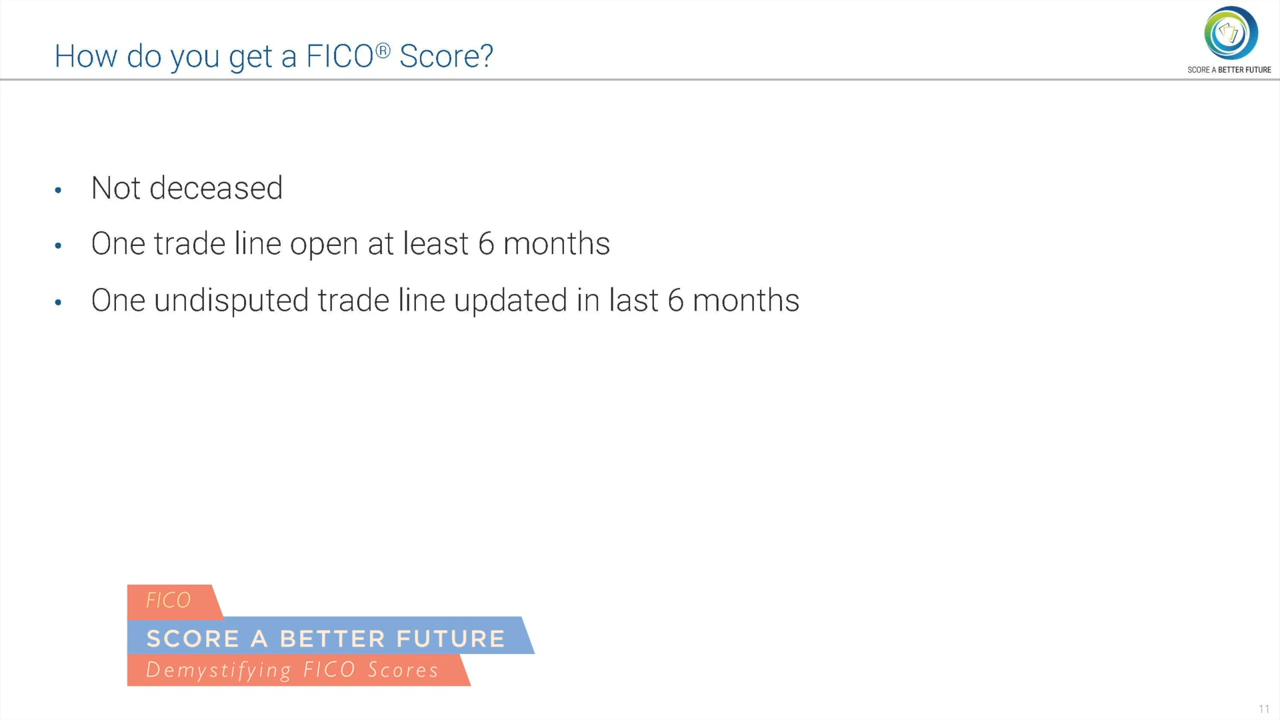 How do you get a FICO® Score?
SCORE A BETTER FUTURE
• Not deceased
• One trade line open at least 6 months
• One undisputed trade line updated in last 6 months
FICO
SCORE A BETTER FUTURE
Demystifying FICO Scores
11